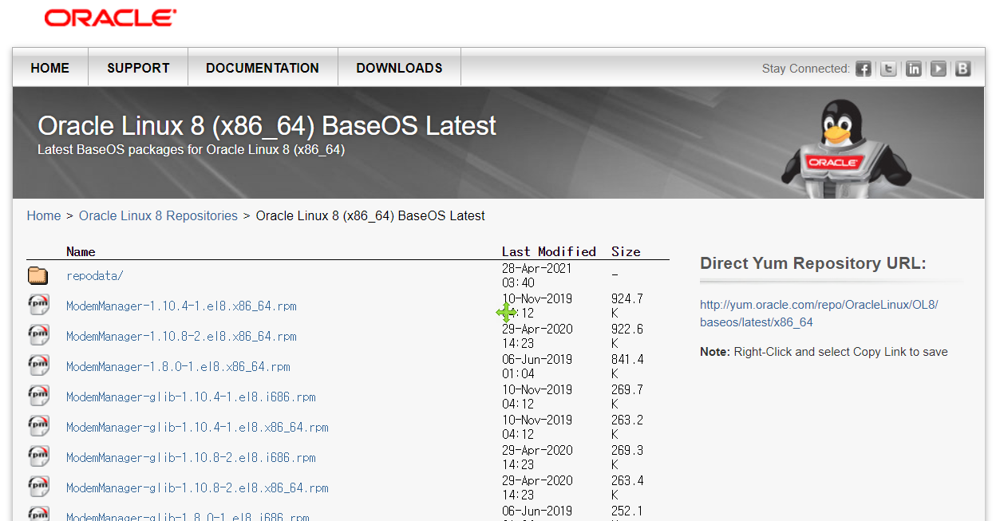 ORACLE
HOME SUPPORT DOCUMENTATION DOWNLOADS Stay Connected:
Oracle Linux 8 (x86_64) BaseOS Latest
Latest BaseOS packages for Oracle Linux 8 (x86_64)
ORACLE
Home > Oracle Linux 8 Repositories > Oracle Linux 8 (x86_64) BaseOS Latest
Name Last Modified Size
repodata/ 28-Apr-2021 03:40 -
ModemManager-1.10.4-1.el8.x86_64.rpm 10-Nov-2019 :12 924.7 K
ModemManager-1.10.8-2.el8.x86_64.rpm 29-Apr-2020 14:23 922.6 K
ModemManager-1.8.0-1.el8.x86_64.rpm 06-Jun-2019 01:04 841.4 K
ModemManager-glib-1.10.4-1.el8.i686.rpm 10-Nov-2019 04:12 269.7 K
ModemManager-glib-1.10.4-1.el8.x86_64.rpm 10-Nov-2019 04:12 263.2 K
ModemManager-glib-1.10.8-2.el8.i686.rpm 29-Apr-2020 14:23 269.3 K
ModemManager-glib-1.10.8-2.el8.x86_64.rpm 29-Apr-2020 14:23 263.4 K
ModemManager-glib-1.8.0-1.el8.i686.rpm 06-Jun-2019 252.1
Direct Yum Repository URL:
http://yum.oracle.com/repo/OracleLinux/OL8/
baseos/latest/x86_64
Note: Right-Click and select Copy Link to save